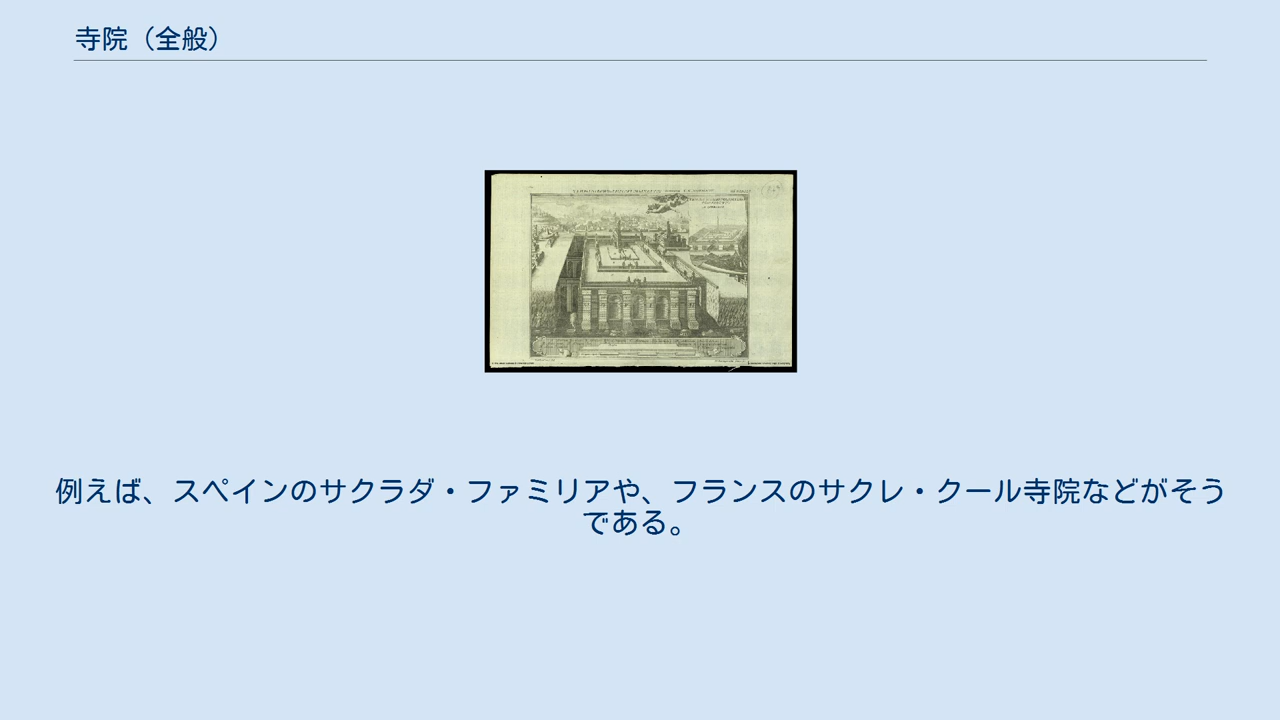 寺院（全般）
例えば、スペインのサクラダ・ファミリアや、フランスのサクレ・クール寺院などがそう
である。